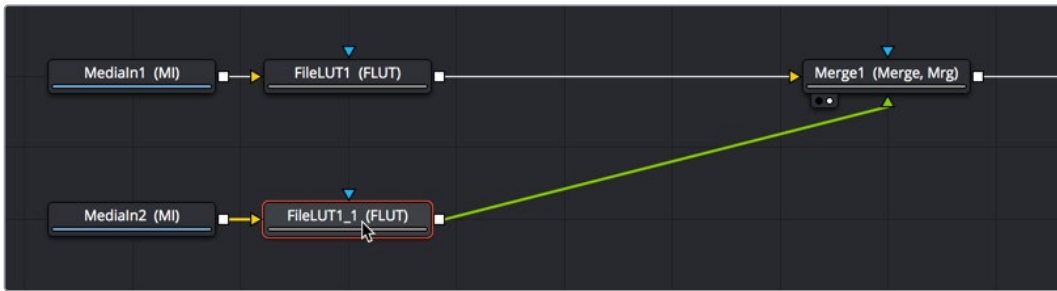 MediaIn1 (MI)
FileLUT1 (FLUT)
Merge1 (Merge, Mrg)
MediaIn2 (MI)
FileLUT1_1 (FLUT)